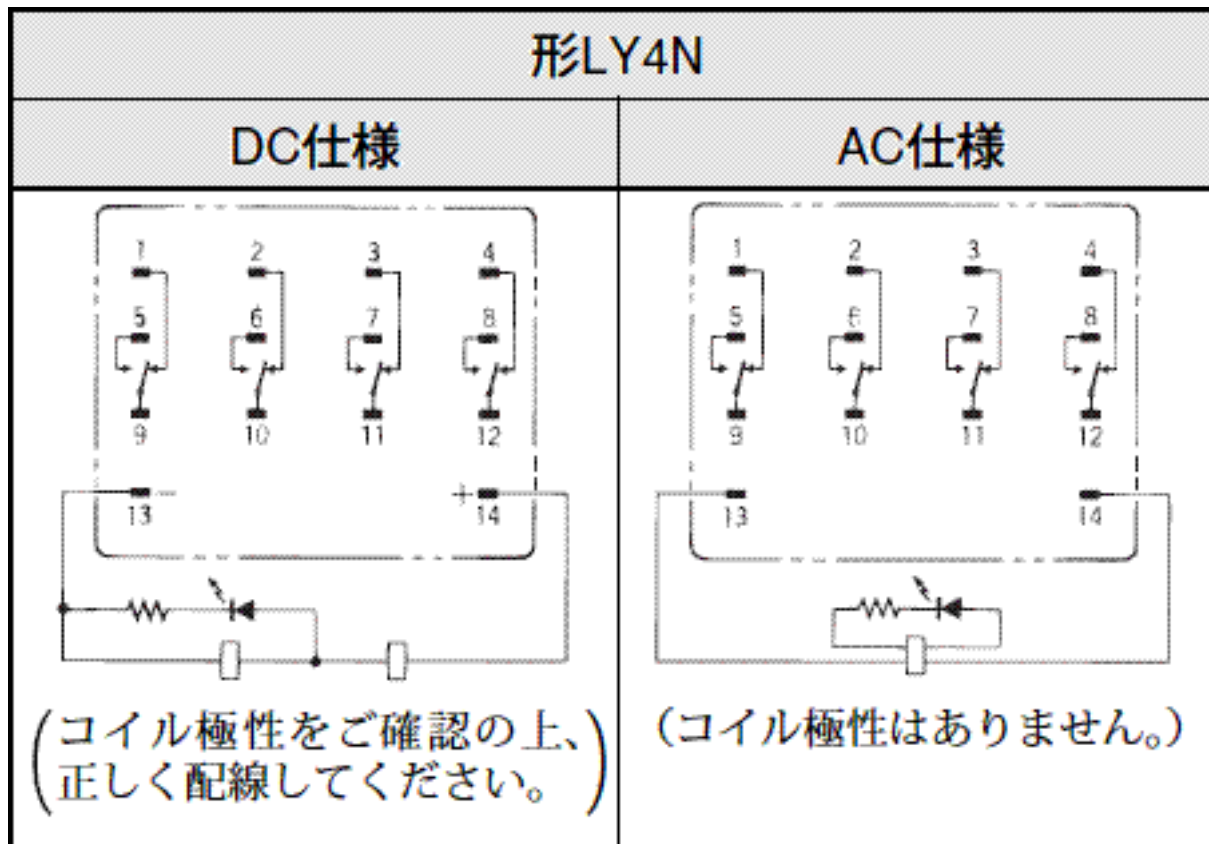 形LY4N
DC仕様
AC仕様
1 2 3 4
5 6 7 8
9 10 11 12
13 − + 14
(コイル極性をご確認の上、
正しく配線してください。)
1 2 3 4
5 6 7 8
9 10 11 12
13 14
(コイル極性はありません。)